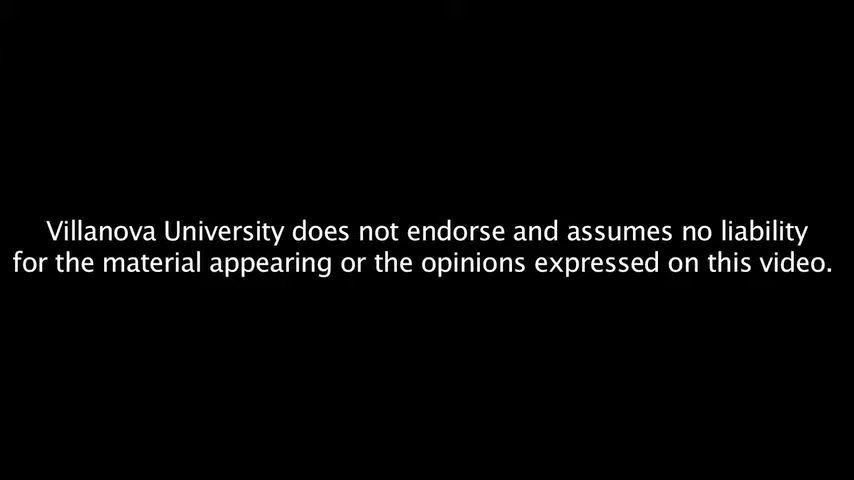 Villanova University does not endorse and assumes no liability
for the material appearing or the opinions expressed on this video.